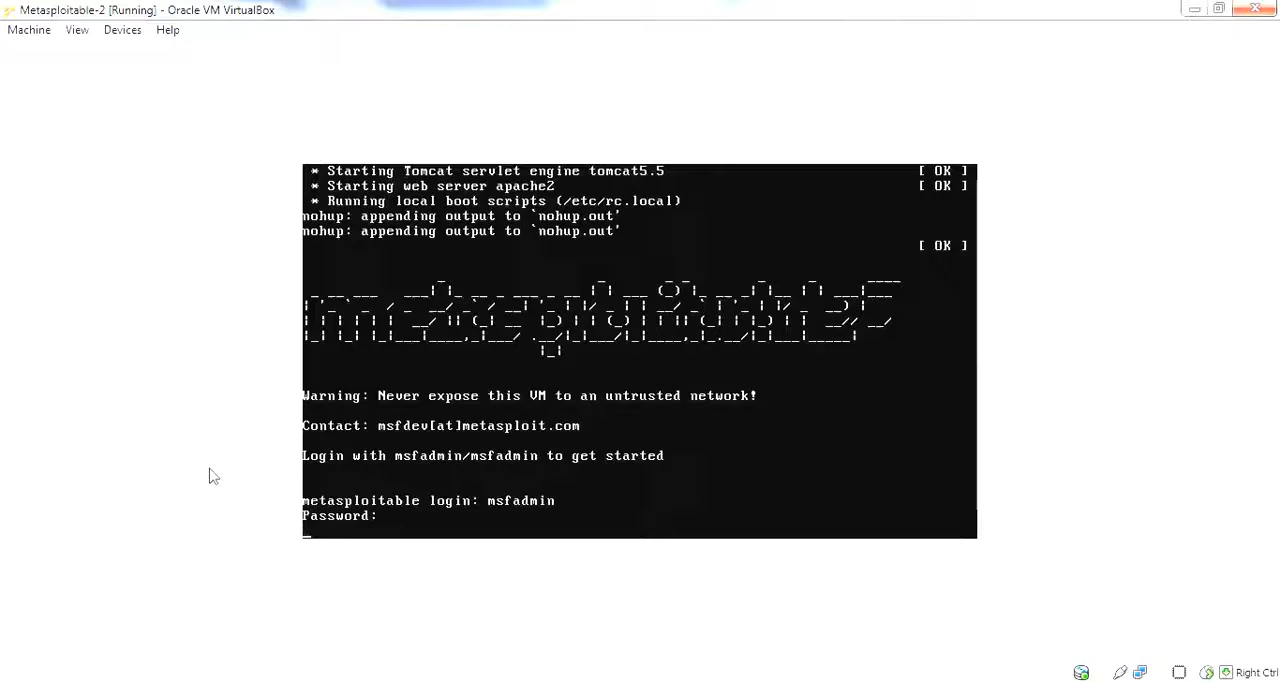 Metasploitable-2 [Running] - Oracle VM VirtualBox
Machine View Devices Help
* Starting Tomcat servlet engine tomcat5.5 [ OK ]
* Starting web server apache2 [ OK ]
* Running local boot scripts (/etc/rc.local)
nohup: appending output to `nohup.out'
nohup: appending output to `nohup.out'
[ OK ]
Warning: Never expose this VM to an untrusted network!
Contact: msfdev[at]metasploit.com
Login with msfadmin/msfadmin to get started
metasploitable login: msfadmin
Password:
Right Ctrl